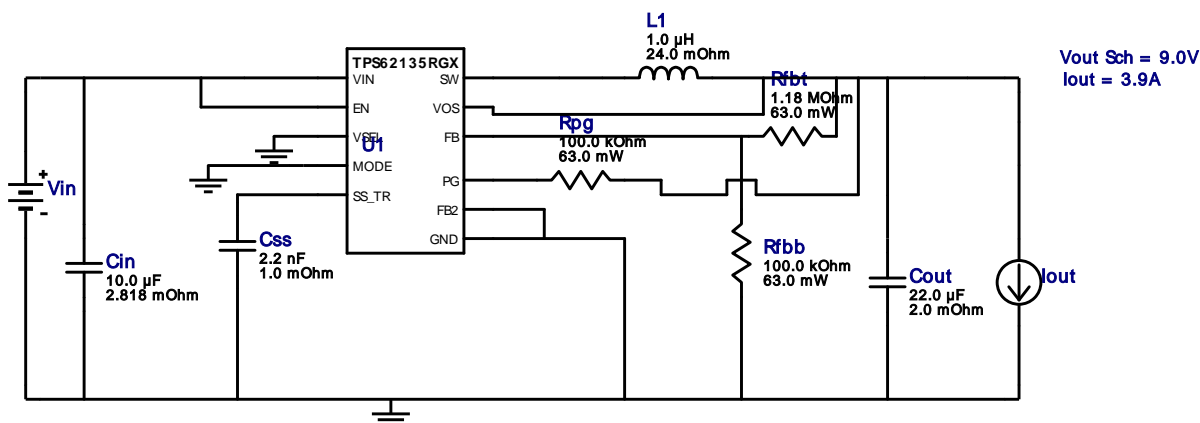 L1
1.0 µH
24.0 mOhm
Vout Sch = 9.0V
Iout = 3.9A
TPS62135RGX
VIN
SW
EN
VOS
VSEL
FB
U1
MODE
PG
SS_TR
FB2
GND
Rfbt
1.18 MOhm
63.0 mW
Rpg
100.0 kOhm
63.0 mW
+
Vin
-
Css
2.2 nF
1.0 mOhm
Cin
10.0 µF
2.818 mOhm
Rfbb
100.0 kOhm
63.0 mW
Cout
22.0 µF
2.0 mOhm
Iout